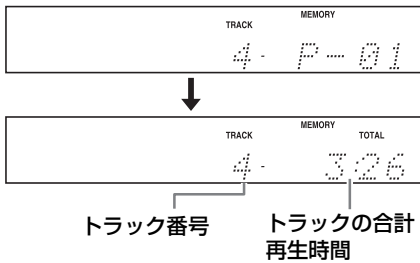 MEMORY
TRACK
4- P-01
MEMORY
TRACK TOTAL
4- 3:26
トラック番号
トラックの合計
再生時間